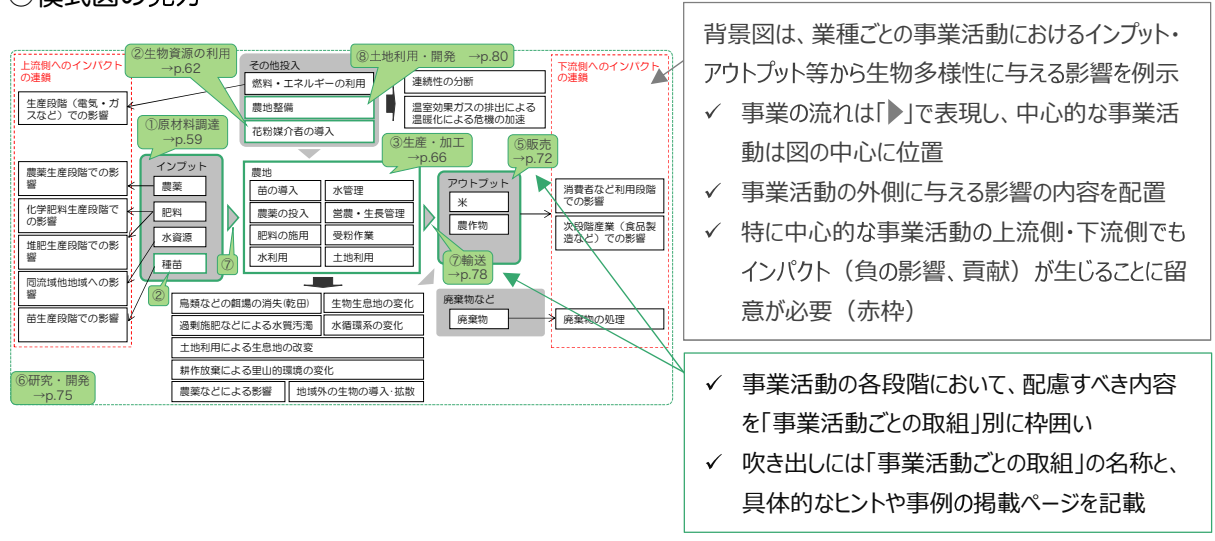 上流側へのインパクト
の連鎖
②生物資源の利用
→p.62
その他投入
⑧土地利用・開発 →p.80
下流側へのインパクト
の連鎖
燃料・エネルギーの利用
農地整備
花粉媒介者の導入
連続性の分断
温室効果ガスの排出による
温暖化による危機の加速
生産段階（電気・ガ
スなど）での影響
①原材料調達
→p.59
③生産・加工
→p.66
⑤販売
→p.72
農薬生産段階での影
響
化学肥料生産段階で
の影響
堆肥生産段階での影
響
同流域他地域への影
響
苗生産段階での影響
インプット
農薬
肥料
水資源
種苗
②
⑦
農地
苗の導入
水管理
農薬の投入
営農・生長管理
肥料の施用
受粉作業
水利用
土地利用
アウトプット
米
農作物
⑦輸送
→p.78
消費者など利用段階
での影響
次段階産業（食品製
造など）での影響
鳥類などの餌場の消失(乾田)
生物生息地の変化
過剰施肥などによる水質汚濁
水循環系の変化
土地利用による生息地の改変
耕作放棄による里山的環境の変化
農薬などによる影響
地域外の生物の導入・拡散
廃棄物など
廃棄物
廃棄物の処理
⑥研究・開発
→p.75
背景図は、業種ごとの事業活動におけるインプット・
アウトプット等から生物多様性に与える影響を例示
✓ 事業の流れは「▶」で表現し、中心的な事業活
動は図の中心に位置
✓ 事業活動の外側に与える影響の内容を配置
✓ 特に中心的な事業活動の上流側・下流側でも
インパクト（負の影響、貢献）が生じることに留
意が必要（赤枠）
✓ 事業活動の各段階において、配慮すべき内容
を「事業活動ごとの取組」別に枠囲い
✓ 吹き出しには「事業活動ごとの取組」の名称と、
具体的なヒントや事例の掲載ページを記載